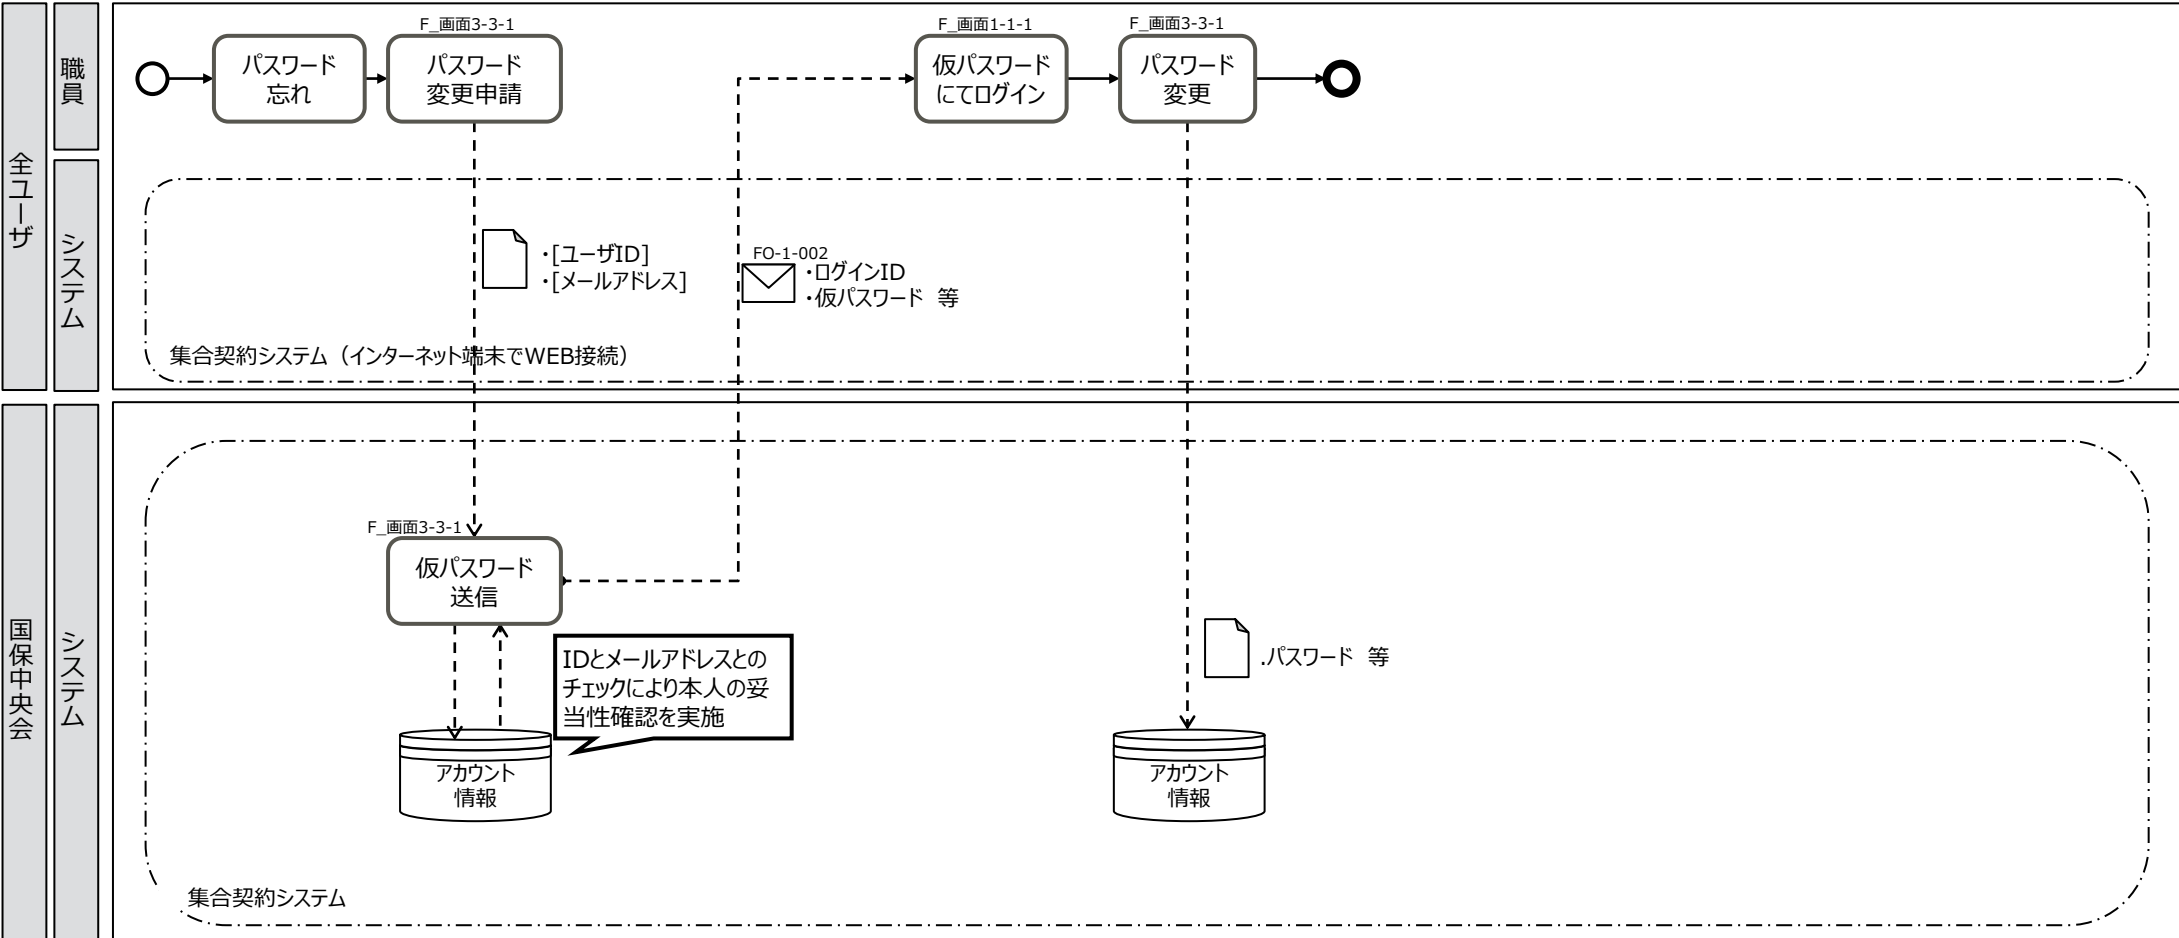 全ユーザ
職員
システム
F_画面3-3-1
F_画面1-1-1
F_画面3-3-1
パスワード
忘れ
パスワード
変更申請
仮パスワード
にてログイン
パスワード
変更
・[ユーザID]
・[メールアドレス]
FO-1-002
・ログインID
・仮パスワード 等
集合契約システム（インターネット端末でWEB接続）
国保中央会
システム
F_画面3-3-1
仮パスワード
送信
IDとメールアドレスとの
チェックにより本人の妥
当性確認を実施
.パスワード 等
アカウント
情報
アカウント
情報
集合契約システム